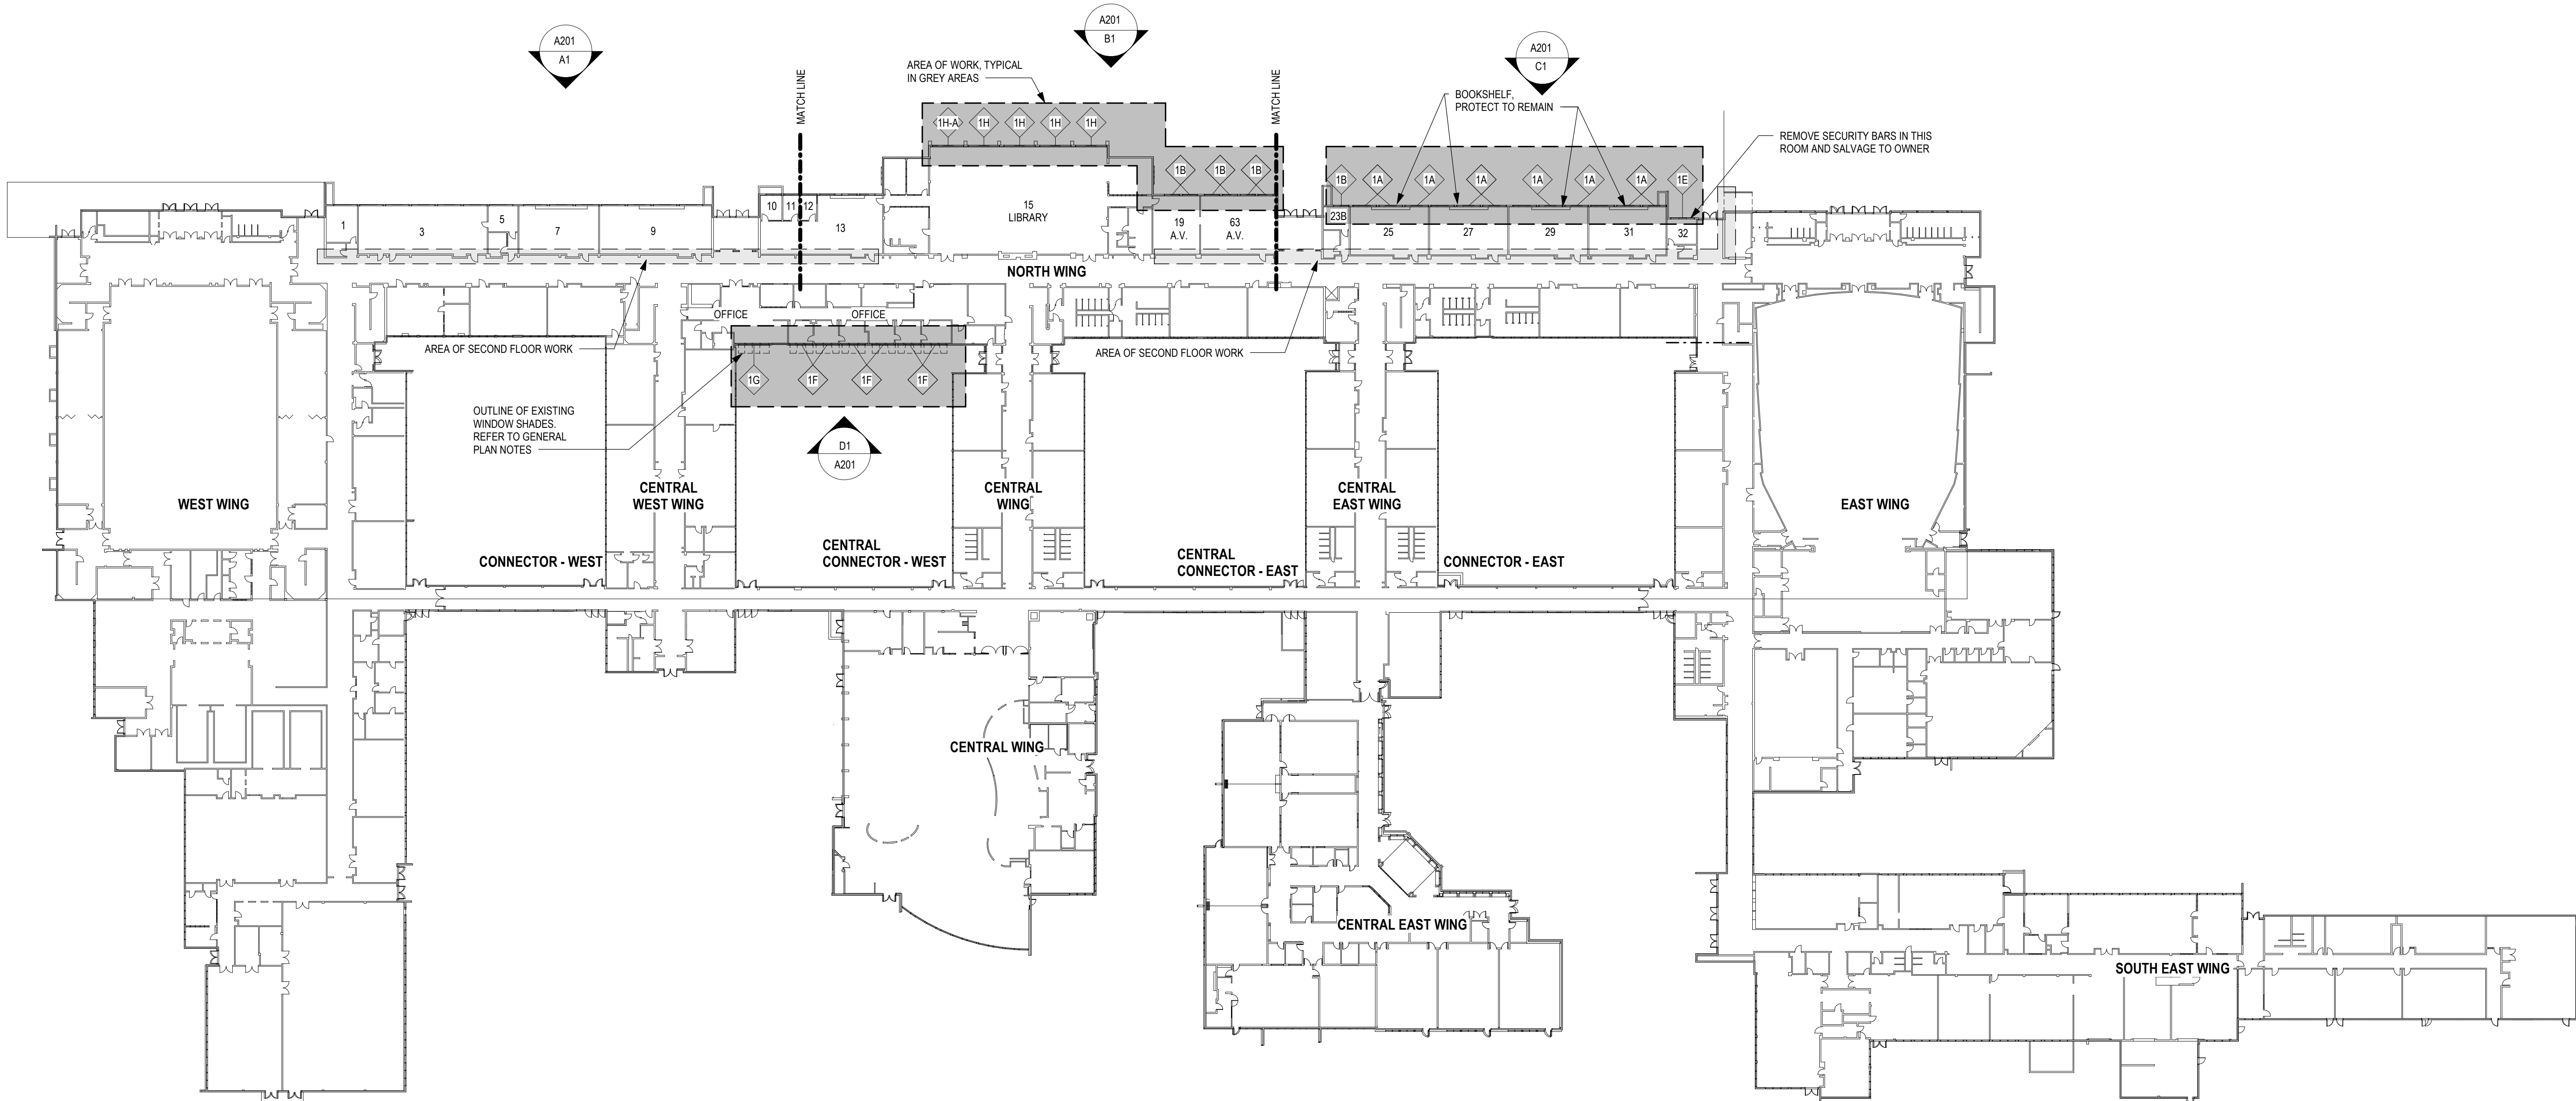 A201
A1
A201
B1
A201
C1
MATCH LINE
MATCH LINE
AREA OF WORK, TYPICAL
IN GREY AREAS
BOOKSHELF,
PROTECT TO REMAIN
REMOVE SECURITY BARS IN THIS
ROOM AND SALVAGE TO OWNER
1H-A
1H
1H
1H
1H
1B
1B
1B
1B
1A
1A
1A
1A
1A
1A
1E
1
3
5
7
9
10
11
12
13
15
LIBRARY
19
A.V.
63
A.V.
23B
25
27
29
31
32
NORTH WING
OFFICE
OFFICE
AREA OF SECOND FLOOR WORK
AREA OF SECOND FLOOR WORK
1G
1F
1F
1F
OUTLINE OF EXISTING
WINDOW SHADES.
REFER TO GENERAL
PLAN NOTES
D1
A201
WEST WING
CENTRAL
WEST WING
CENTRAL
WING
CENTRAL
EAST WING
EAST WING
CONNECTOR - WEST
CENTRAL
CONNECTOR - WEST
CENTRAL
CONNECTOR - EAST
CONNECTOR - EAST
CENTRAL WING
CENTRAL EAST WING
SOUTH EAST WING